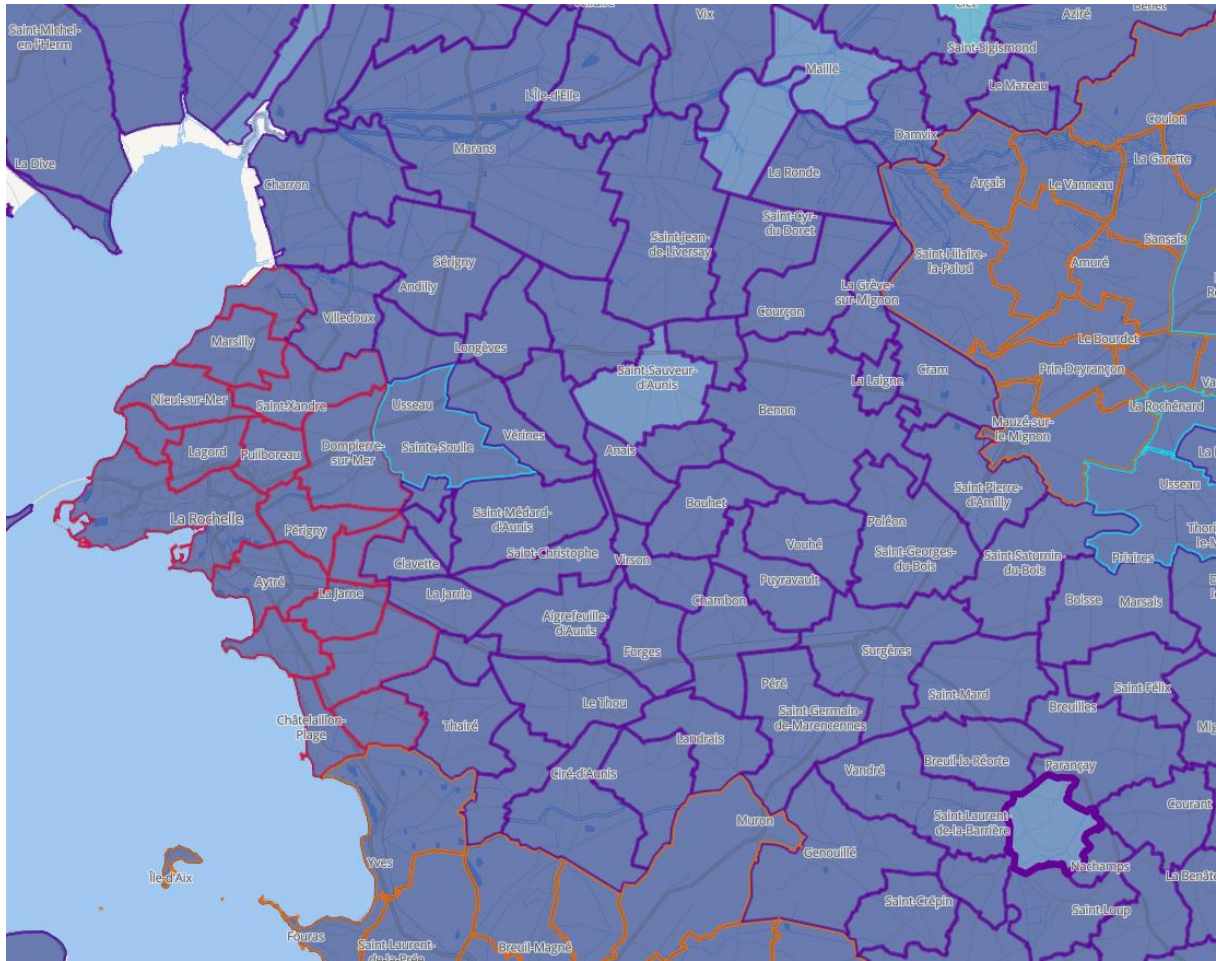 Saint-Michel-
en l'Herm
Vix
Benet
Aziré
Saint-Sigismond
Maillé
Le Mazeau
L'Île-d'Elle
Coulon
Damvix
Marans
La Garette
La Dive
La Ronde
Charron
Arçais
Le Vanneau
Saint-Cyr-
du Doret
Saint-Jean-
de-Liversay
Sansais
Sérigny
Saint-Hilaire-
la-Palud
Amuré
Andilly
La Grève-
sur-Mignon
Courçon
Villedoux
Marsilly
Le Bourdet
Longèves
Saint-Sauveur-
d'Aunis
Cram
Prin-Deyrançon
La Laigne
Nieul-sur-Mer
Saint-Xandre
Usseau
Benon
La Rochénard
Mauzé-sur-
le-Mignon
Vérines
Dompierre-
sur-Mer
Sainte-Soulle
Lagord
Puilboreau
Anais
Usseau
Saint-Pierre-
d'Amilly
Bouhet
La Rochelle
Saint-Médard-
d'Aunis
Poléon
Périgny
Vouhé
Saint-Christophe
Saint-Georges-
du-Bois
Virson
Clavette
Saint Saturnin-
du-Bois
Priaires
Aytré
Puyravault
La Jarne
La Jarrie
Chambon
Boisse
Marsais
Aigrefeuille-
d'Aunis
Forges
Surgères
Péré
Saint Félix
Le Thou
Saint-Mard
Breuilles
Châtelaillon-
Plage
Thairé
Saint-Germain-
de-Marencennes
Landrais
Breuil-la-Réorte
Parançay
Ciré-d'Aunis
Vandré
Courant
Muron
Saint-Laurent-
de-la-Barrière
Genouillé
Yves
Nachamps
Île-d'Aix
Saint-Crépin
Saint-Loup
Fouras
Saint-Laurent-
de-la-Prée
Breuil-Magné